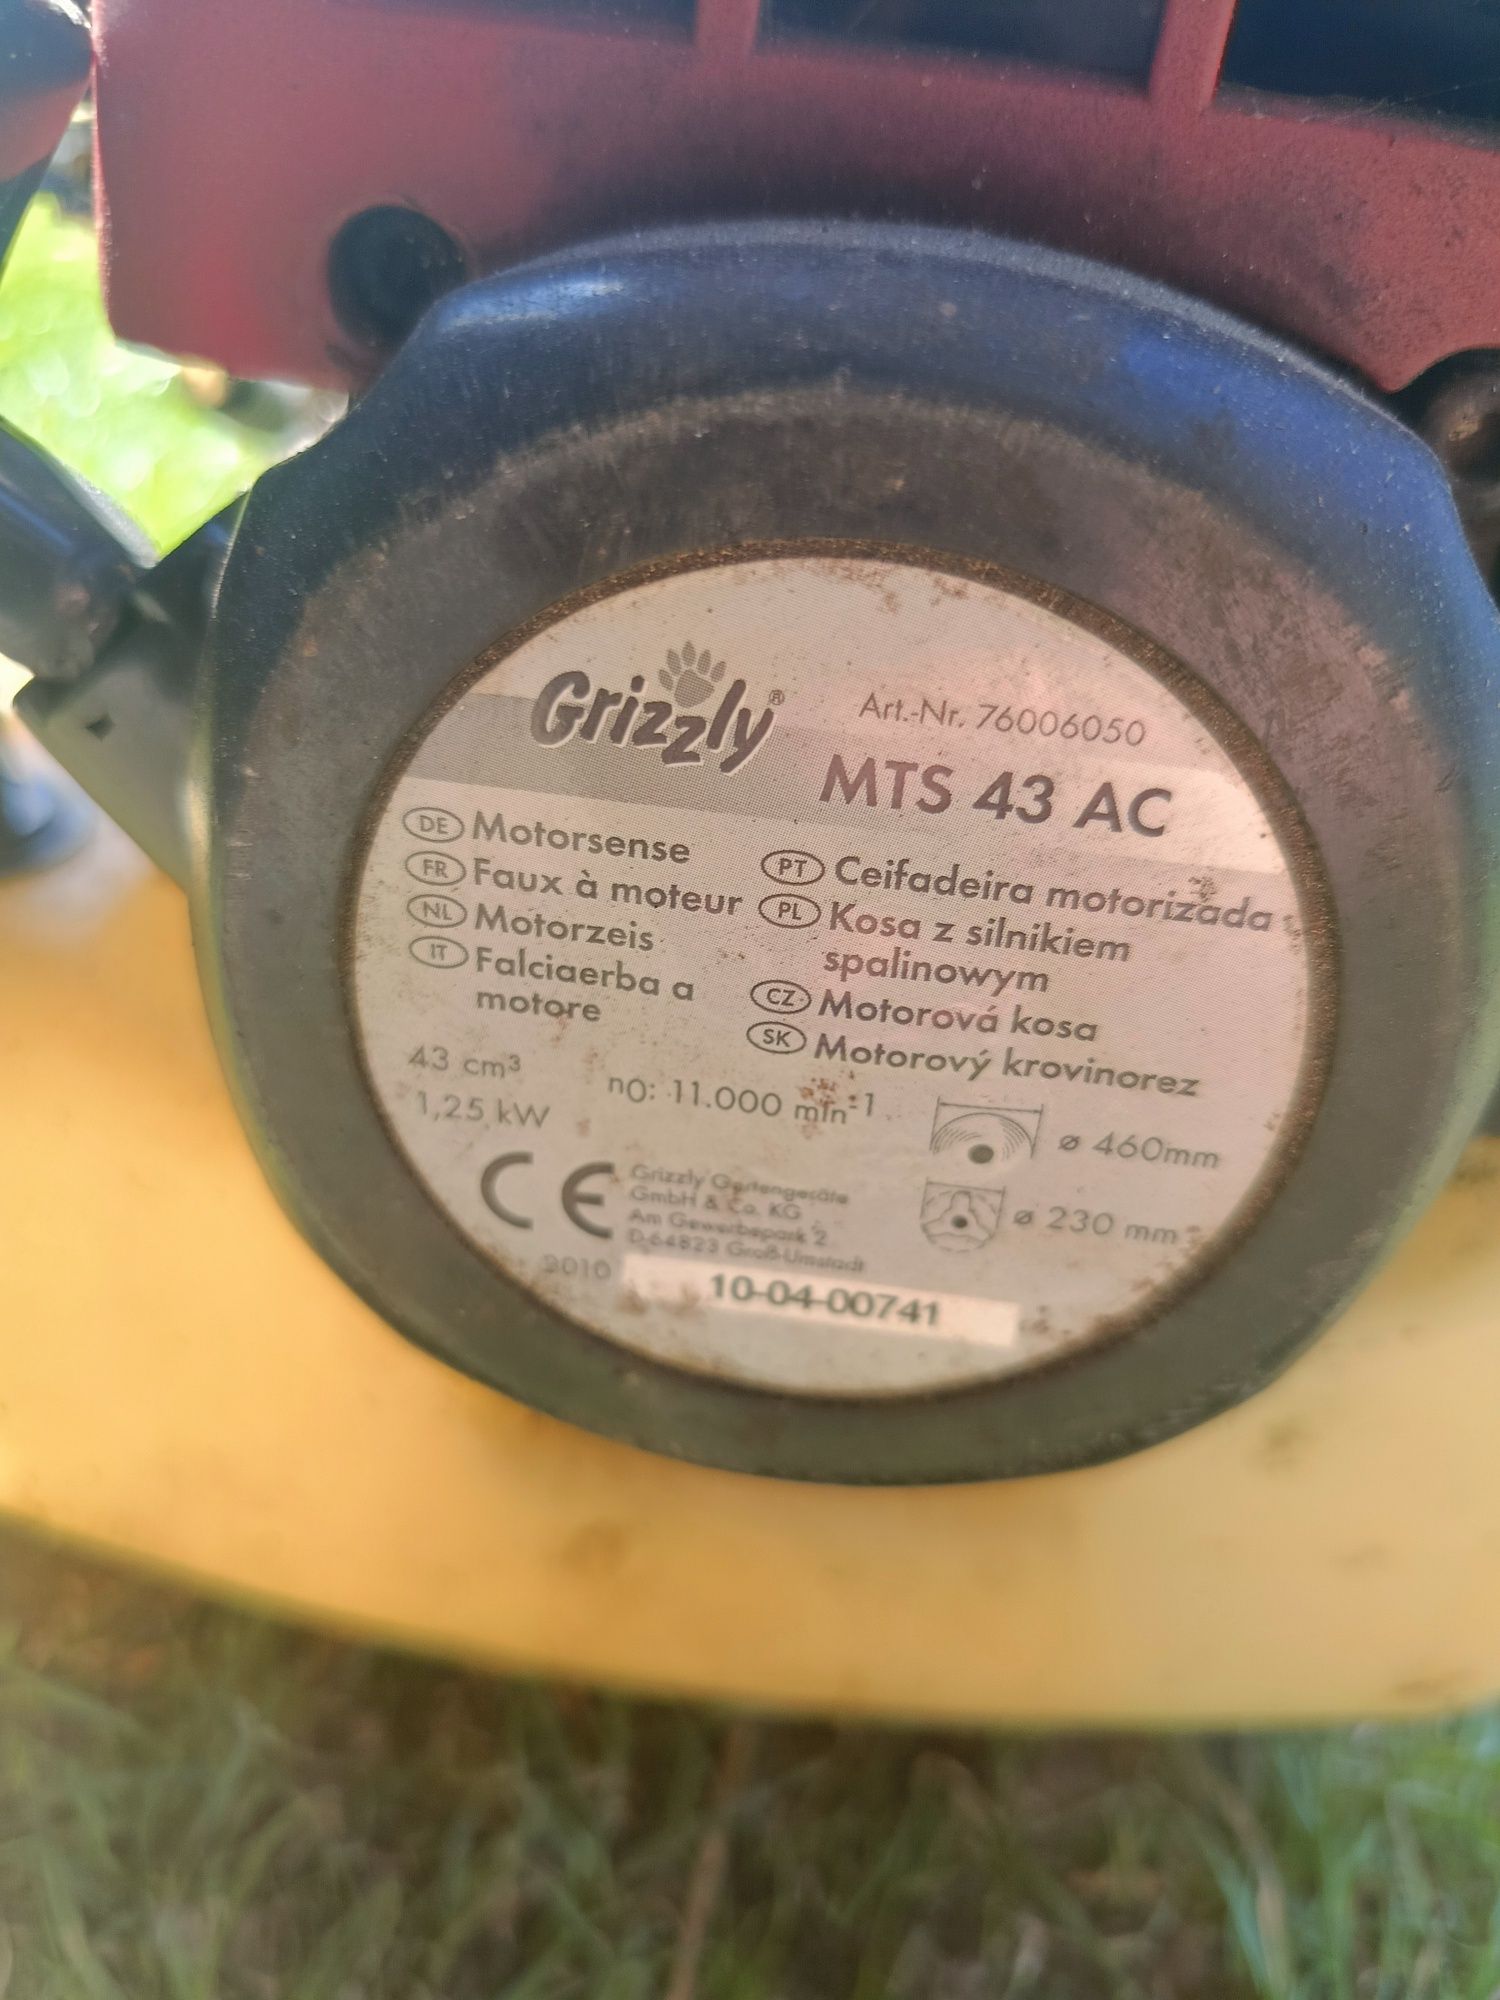 Grizzly®
Art.-Nr. 76006050
MTS 43 AC
DE Motorsense
FR Faux à moteur
NL Motorzeis
IT Falciaerba a
motore
PT Ceifadeira motorizada
PL Kosa z silnikiem
spalinowym
CZ Motorová kosa
SK Motorový krovinorez
43 cm³
1,25 kW
n0: 11.000 min⁻¹
ø 460mm
ø 230 mm
CE
Grizzly Gartengeräte
GmbH & Co. KG
Am Gewerbepark 2
D-64823 Groß-Umstadt
2010
10-04-00741